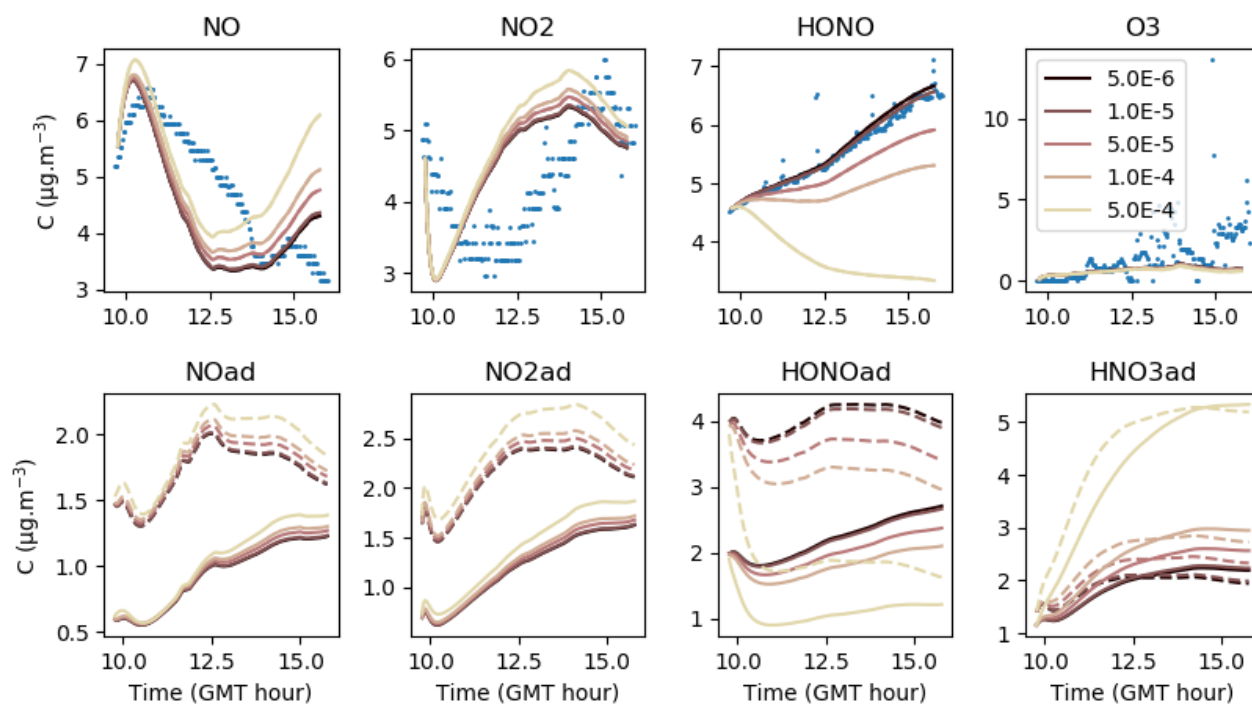 NO NO2 HONO O3
C (µg.m⁻³)
7
6
5
4
3
10.0 12.5 15.0
6
5
4
3
10.0 12.5 15.0
7
6
5
4
10.0 12.5 15.0
10
5
0
10.0 12.5 15.0
5.0E-6
1.0E-5
5.0E-5
1.0E-4
5.0E-4
NOad NO2ad HONOad HNO3ad
C (µg.m⁻³)
2.0
1.5
1.0
0.5
10.0 12.5 15.0
2.5
2.0
1.5
1.0
10.0 12.5 15.0
4
3
2
1
10.0 12.5 15.0
5
4
3
2
1
10.0 12.5 15.0
Time (GMT hour) Time (GMT hour) Time (GMT hour) Time (GMT hour)